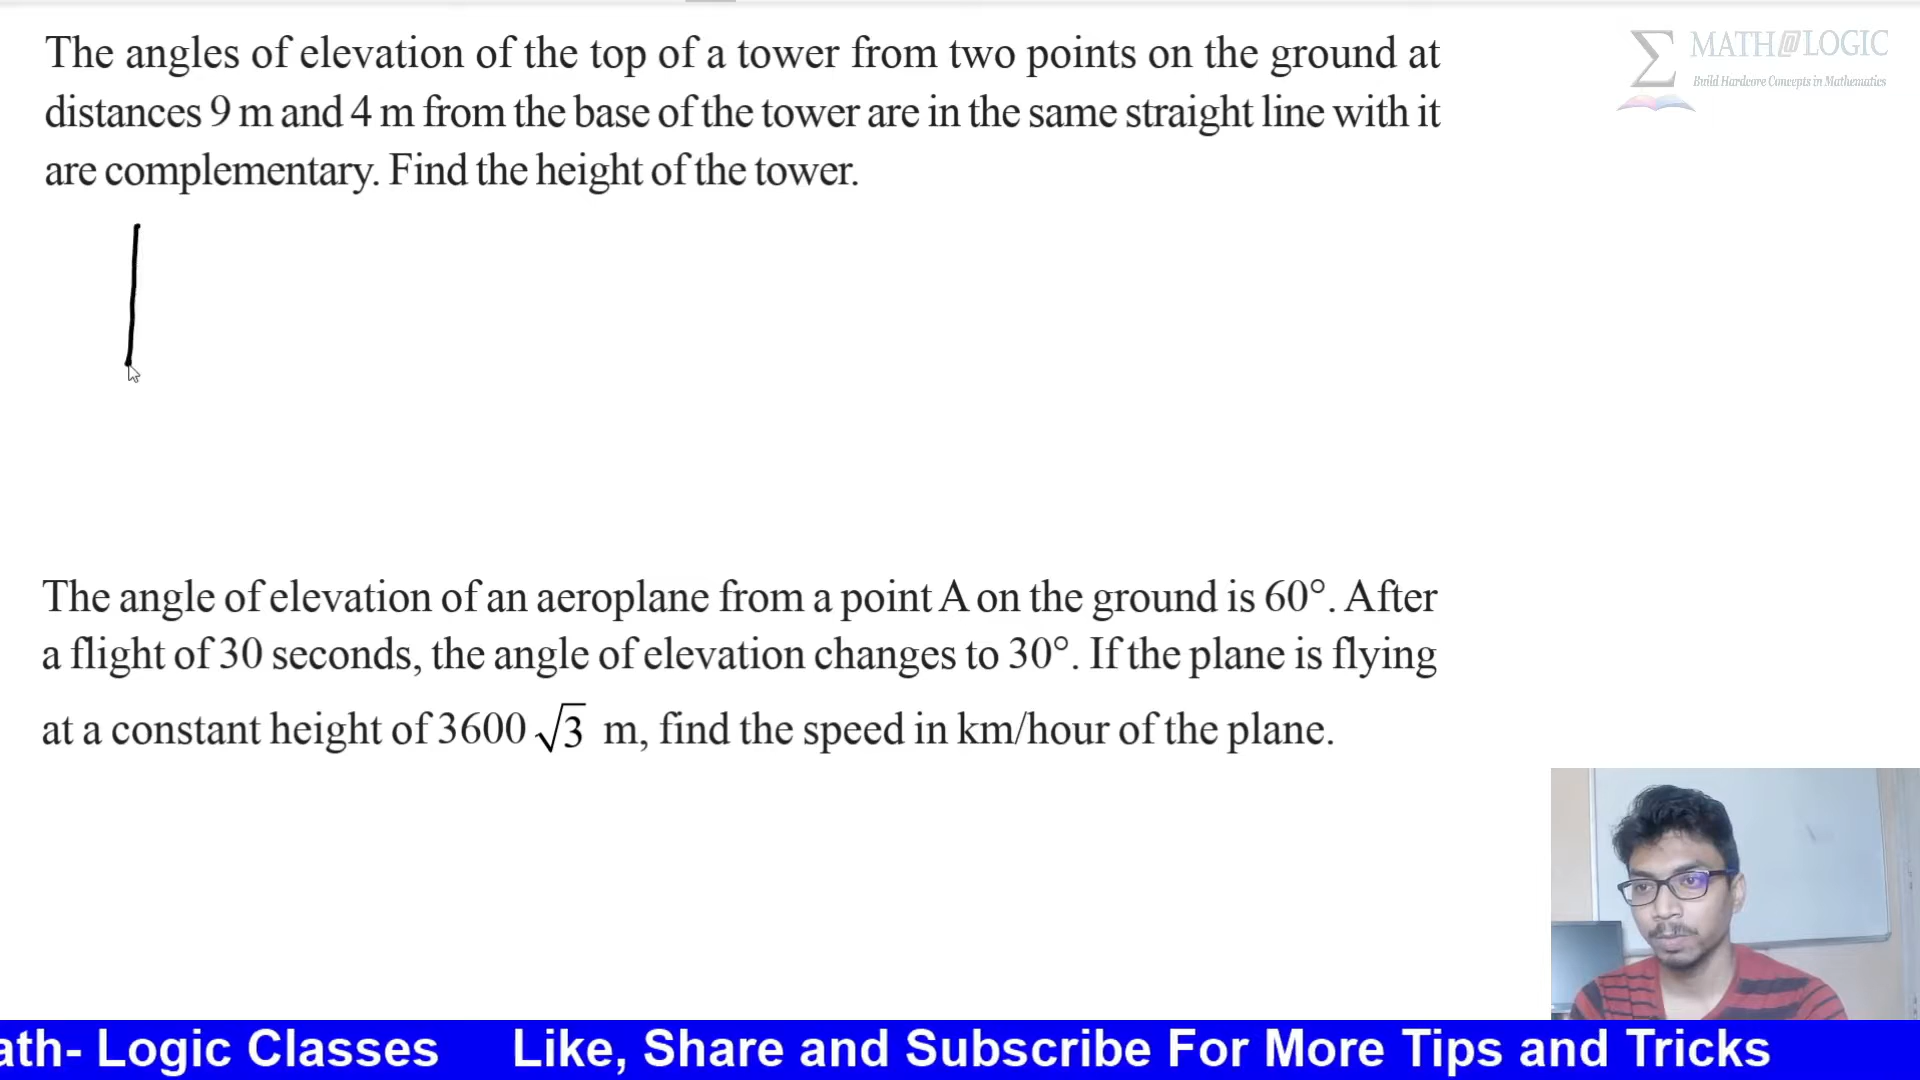 The angles of elevation of the top of a tower from two points on the ground at
distances 9 m and 4 m from the base of the tower are in the same straight line with it
are complementary. Find the height of the tower.
MATH@LOGIC
Build Hardcore Concepts in Mathematics
The angle of elevation of an aeroplane from a point A on the ground is 60°. After
a flight of 30 seconds, the angle of elevation changes to 30°. If the plane is flying
at a constant height of 3600 √3 m, find the speed in km/hour of the plane.
ath- Logic Classes Like, Share and Subscribe For More Tips and Tricks